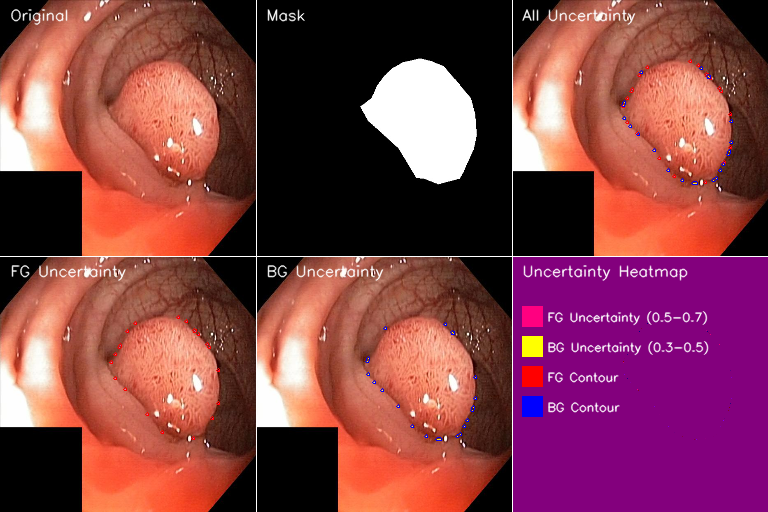 Original
Mask
All Uncertainty
FG Uncertainty
BG Uncertainty
Uncertainty Heatmap
FG Uncertainty (0.5-0.7)
BG Uncertainty (0.3-0.5)
FG Contour
BG Contour